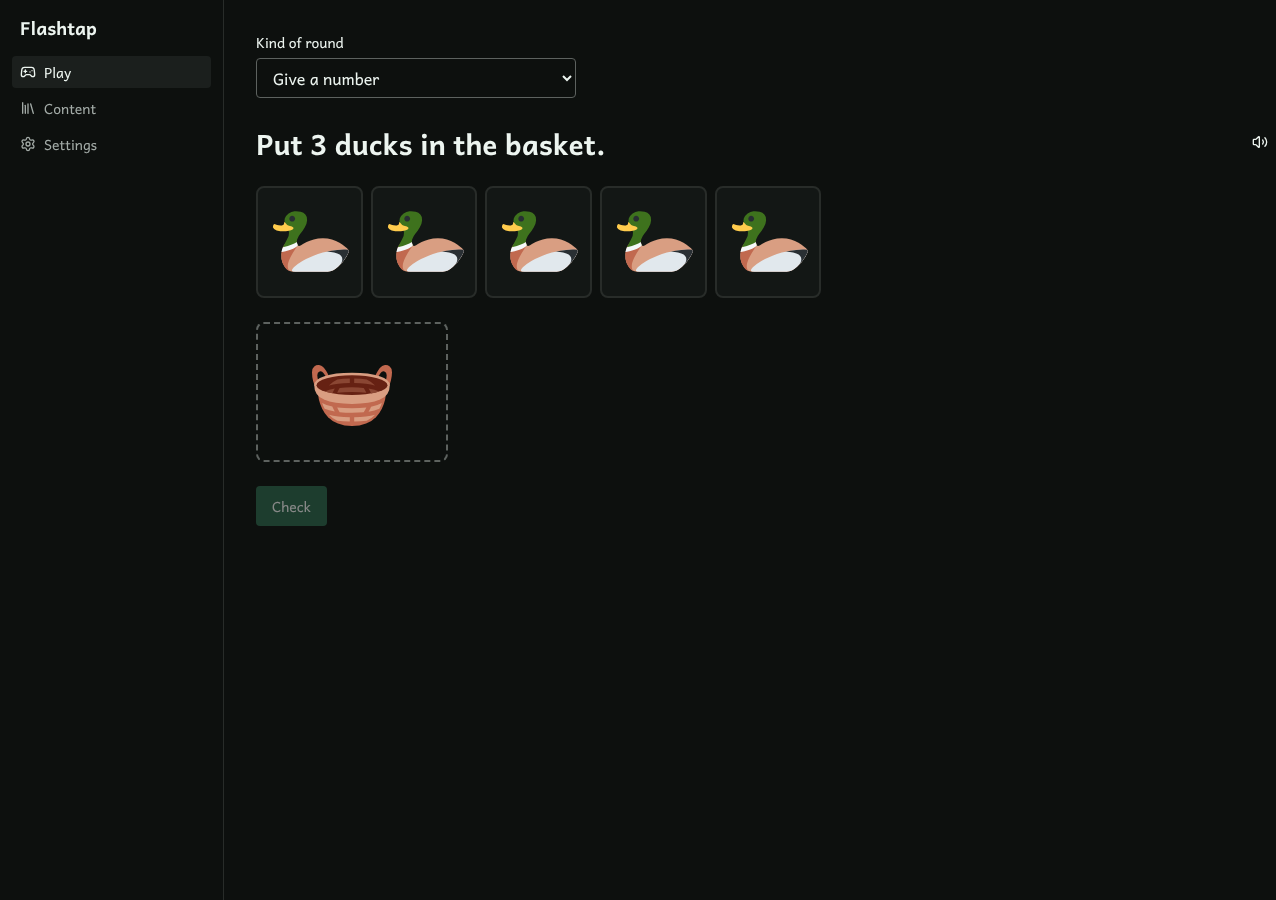 Flashtap
Play
Content
Settings
Kind of round
Give a number
Put 3 ducks in the basket.
Check